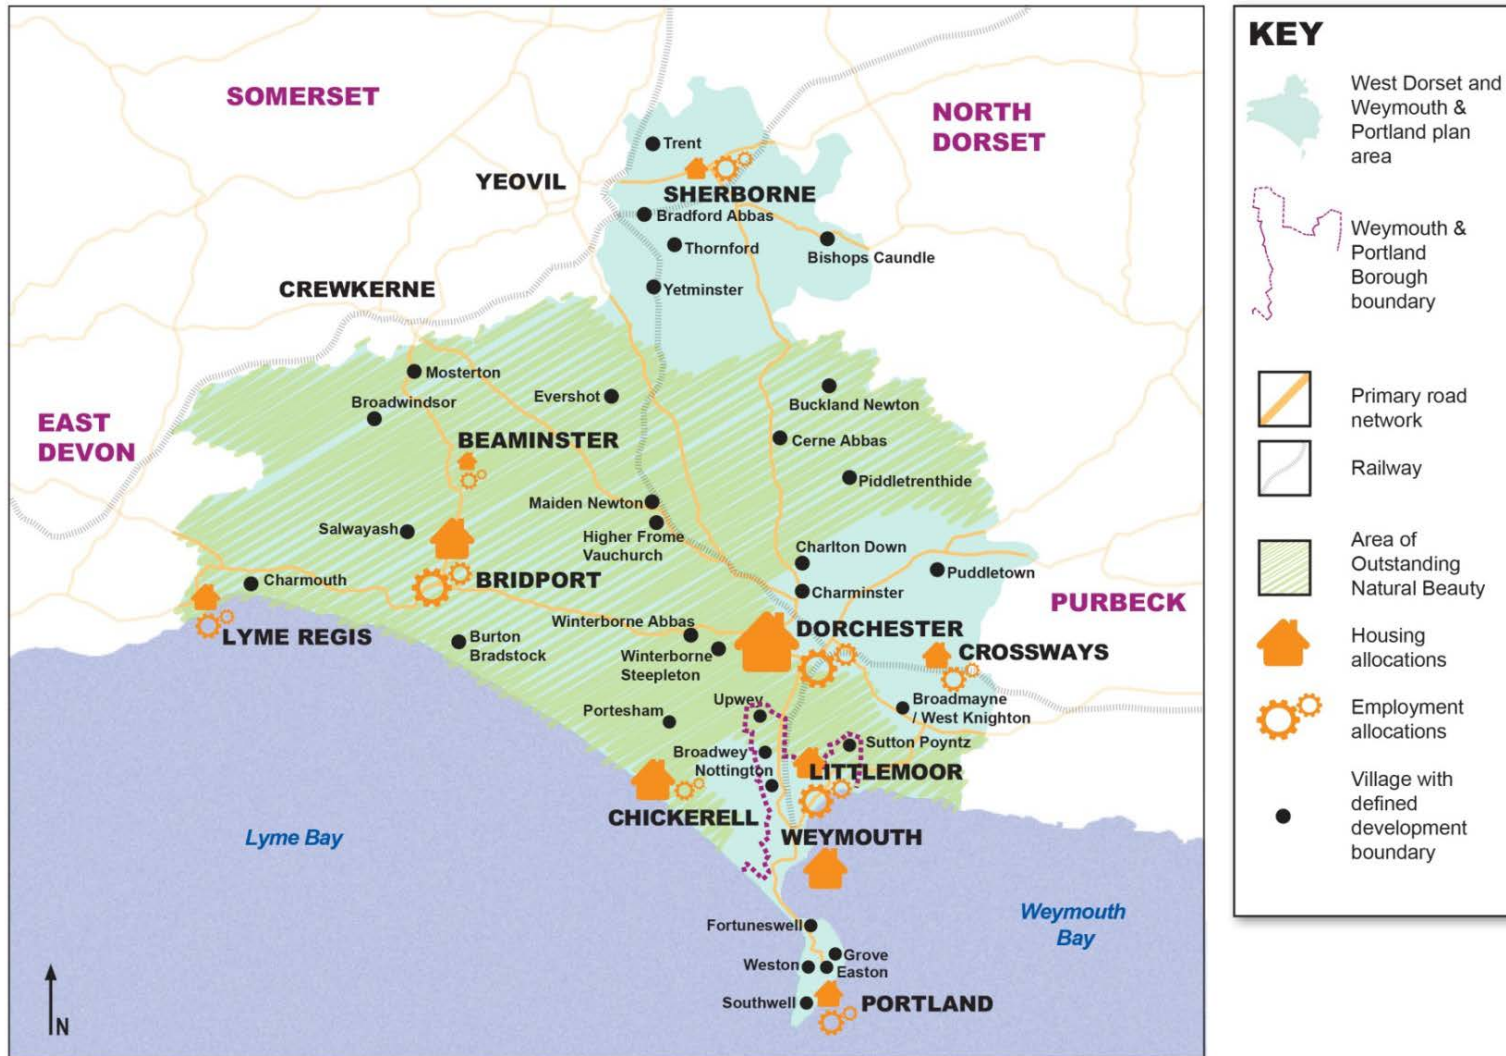 SOMERSET
NORTH
DORSET
Trent
YEOVIL
SHERBORNE
Bradford Abbas
Thornford
Bishops Caundle
Yetminster
CREWKERNE
Mosterton
Broadwindsor
Evershot
Buckland Newton
EAST
DEVON
BEAMINSTER
Cerne Abbas
Piddletrenthide
Maiden Newton
Salwayash
Higher Frome
Vauchurch
Charlton Down
Charmouth
BRIDPORT
Puddletown
Charminster
PURBECK
LYME REGIS
Burton
Bradstock
Winterborne Abbas
DORCHESTER
Winterborne
Steepleton
CROSSWAYS
Portesham
Upwey
Broadmayne
/ West Knighton
Broadwey
Sutton Poyntz
Nottington
LITTLEMOOR
CHICKERELL
WEYMOUTH
Lyme Bay
Weymouth
Bay
Fortuneswell
Grove
Weston
Easton
Southwell
PORTLAND
N
KEY
West Dorset and
Weymouth &
Portland plan
area
Weymouth &
Portland
Borough
boundary
Primary road
network
Railway
Area of
Outstanding
Natural Beauty
Housing
allocations
Employment
allocations
Village with
defined
development
boundary